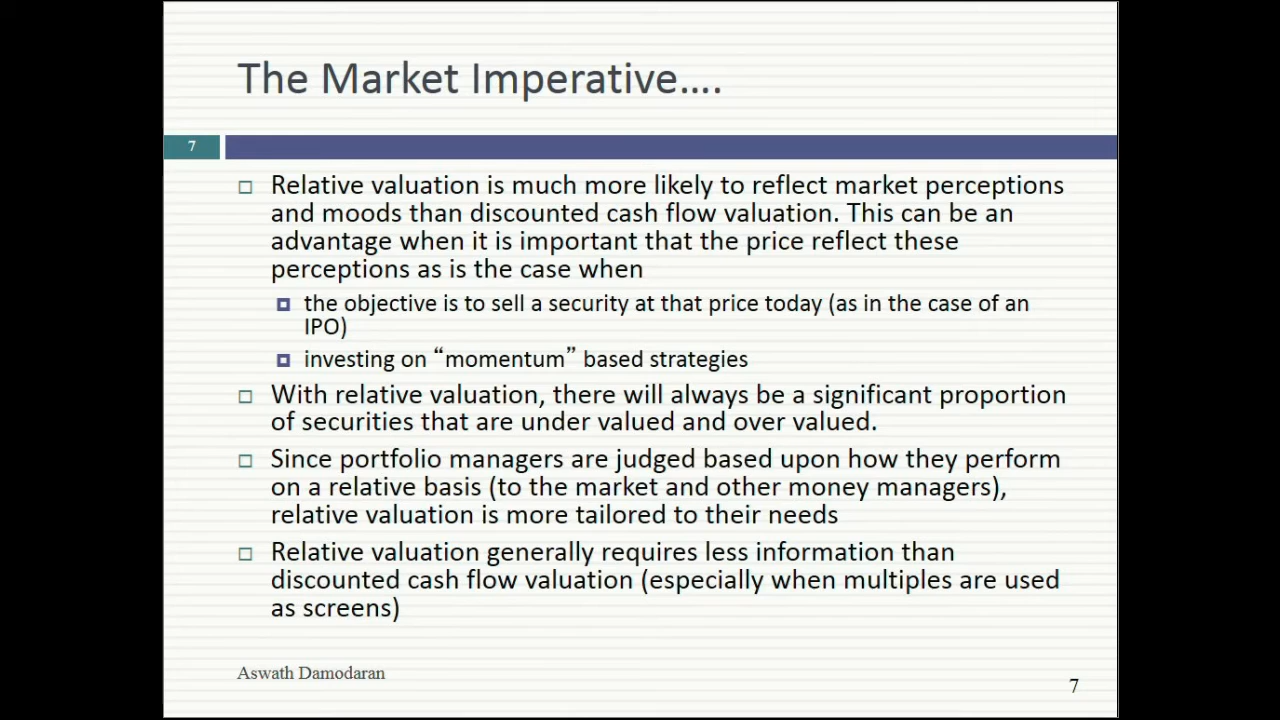 The Market Imperative….
7
Relative valuation is much more likely to reflect market perceptions
and moods than discounted cash flow valuation. This can be an
advantage when it is important that the price reflect these
perceptions as is the case when
the objective is to sell a security at that price today (as in the case of an
IPO)
investing on “momentum” based strategies
With relative valuation, there will always be a significant proportion
of securities that are under valued and over valued.
Since portfolio managers are judged based upon how they perform
on a relative basis (to the market and other money managers),
relative valuation is more tailored to their needs
Relative valuation generally requires less information than
discounted cash flow valuation (especially when multiples are used
as screens)
Aswath Damodaran
7